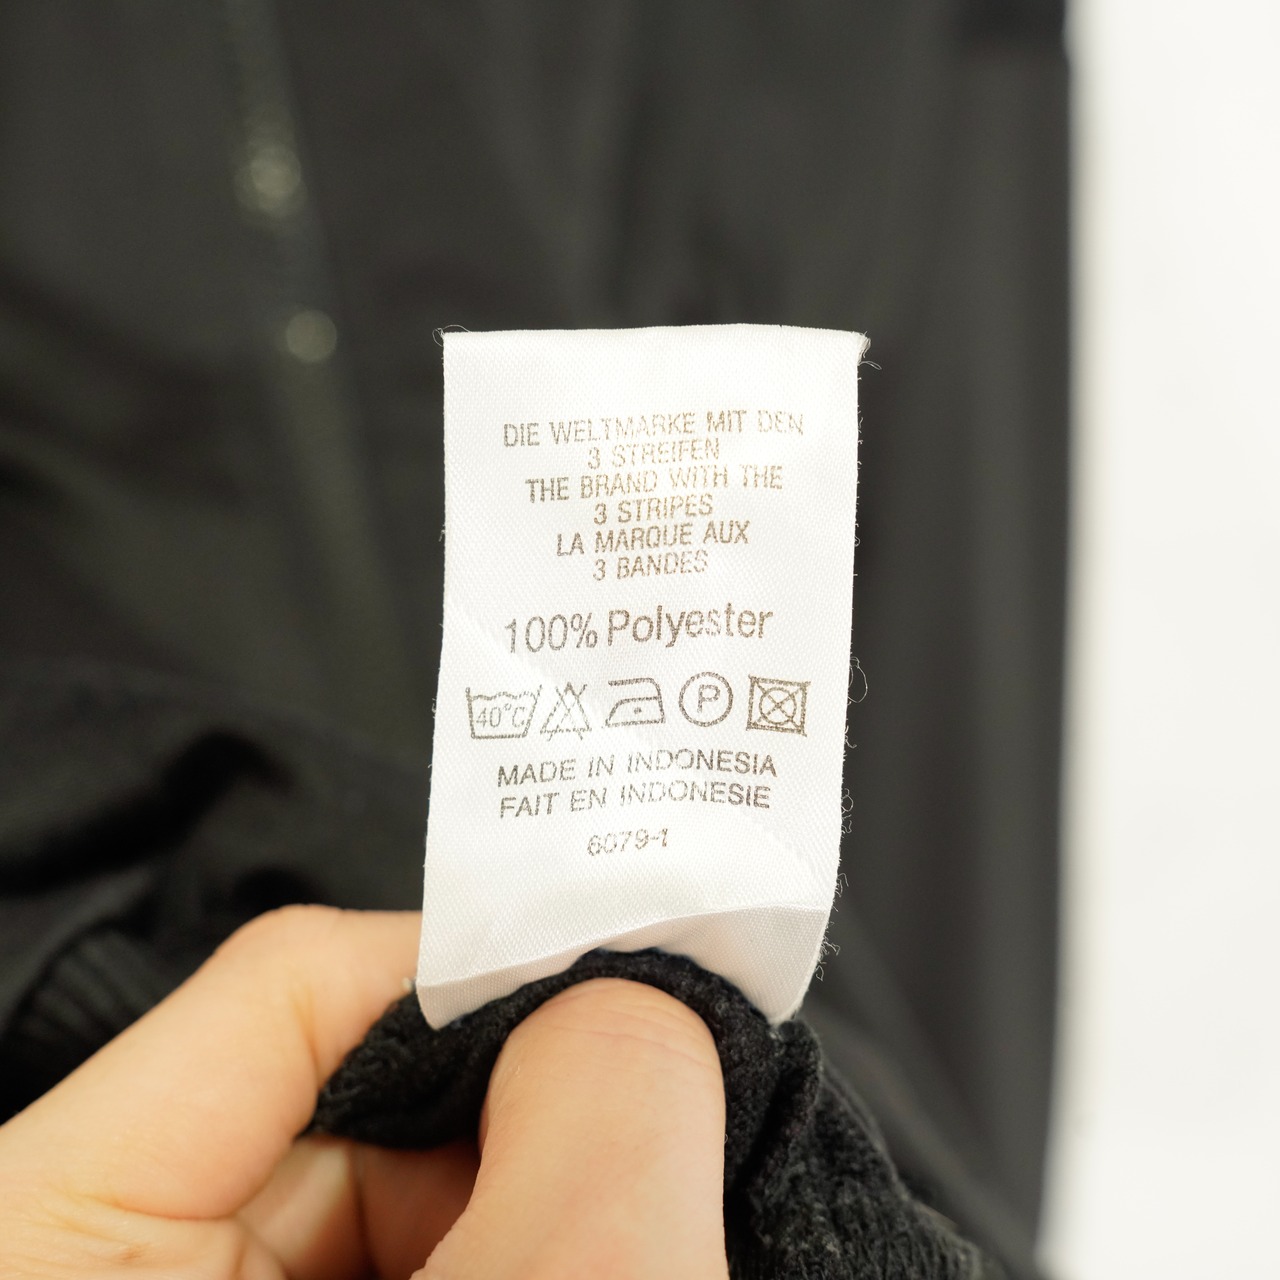 DIE WELTMARKE MIT DEN
3 STREIFEN
THE BRAND WITH THE
3 STRIPES
LA MARQUE AUX
3 BANDES
100% Polyester
40°C P
MADE IN INDONESIA
FAIT EN INDONESIE
6079-1